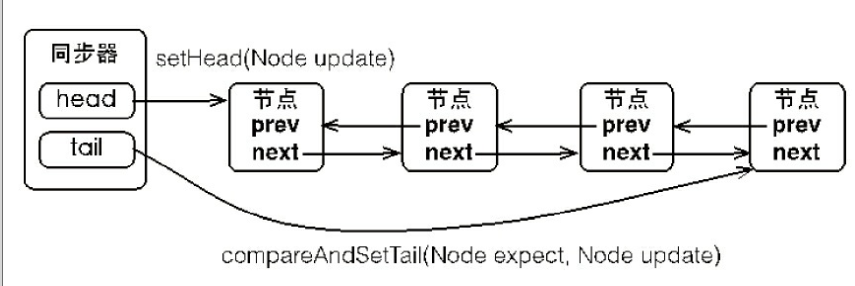 同步器
head
tail
setHead(Node update)
节点
prev
next
节点
prev
next
节点
prev
next
节点
prev
next
compareAndSetTail(Node expect, Node update)